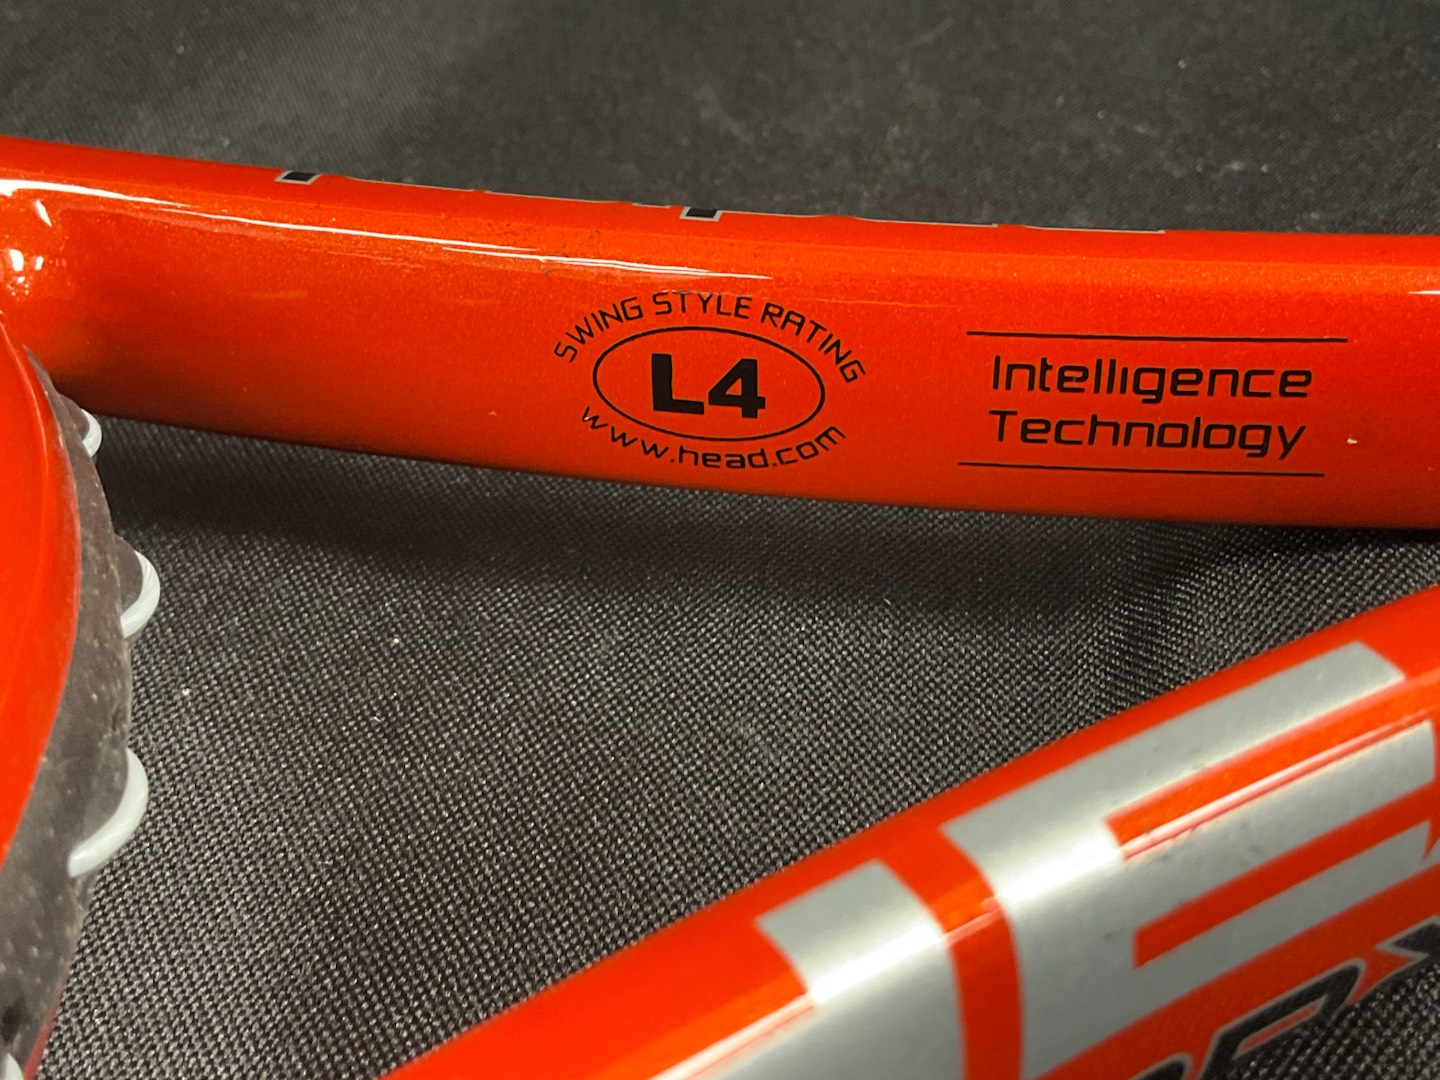 SWING STYLE RATING
L4
www.head.com
Intelligence
Technology